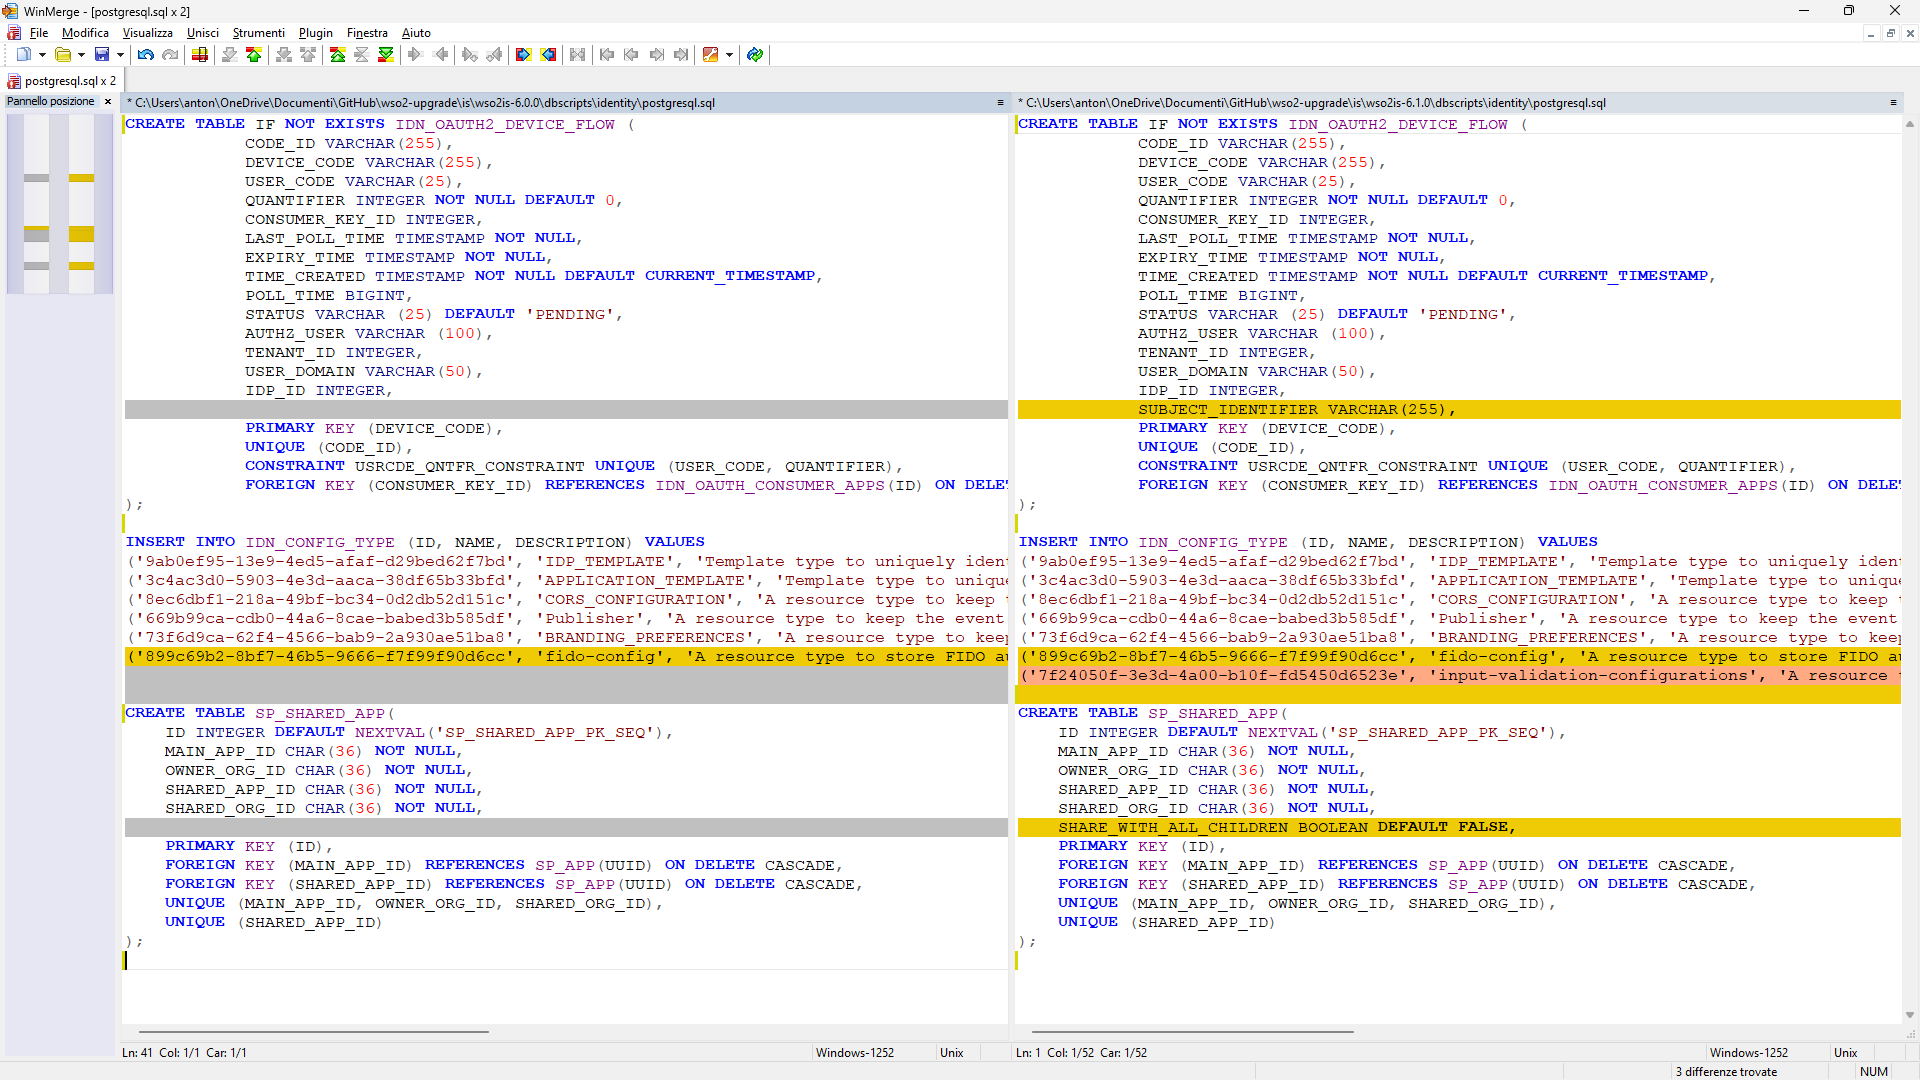 WinMerge - [postgresql.sql x 2]
File Modifica Visualizza Unisci Strumenti Plugin Finestra Aiuto
postgresql.sql x 2
Pannello posizione
* C:\Users\anton\OneDrive\Documenti\GitHub\wso2-upgrade\is\wso2is-6.0.0\dbscripts\identity\postgresql.sql
CREATE TABLE IF NOT EXISTS IDN_OAUTH2_DEVICE_FLOW (
CODE_ID VARCHAR(255),
DEVICE_CODE VARCHAR(255),
USER_CODE VARCHAR(25),
QUANTIFIER INTEGER NOT NULL DEFAULT 0,
CONSUMER_KEY_ID INTEGER,
LAST_POLL_TIME TIMESTAMP NOT NULL,
EXPIRY_TIME TIMESTAMP NOT NULL,
TIME_CREATED TIMESTAMP NOT NULL DEFAULT CURRENT_TIMESTAMP,
POLL_TIME BIGINT,
STATUS VARCHAR (25) DEFAULT 'PENDING',
AUTHZ_USER VARCHAR (100),
TENANT_ID INTEGER,
USER_DOMAIN VARCHAR(50),
IDP_ID INTEGER,
PRIMARY KEY (DEVICE_CODE),
UNIQUE (CODE_ID),
CONSTRAINT USRCDE_QNTFR_CONSTRAINT UNIQUE (USER_CODE, QUANTIFIER),
FOREIGN KEY (CONSUMER_KEY_ID) REFERENCES IDN_OAUTH_CONSUMER_APPS(ID) ON DELE
);
INSERT INTO IDN_CONFIG_TYPE (ID, NAME, DESCRIPTION) VALUES
('9ab0ef95-13e9-4ed5-afaf-d29bed62f7bd', 'IDP_TEMPLATE', 'Template type to uniquely iden
('3c4ac3d0-5903-4e3d-aaca-38df65b33bfd', 'APPLICATION_TEMPLATE', 'Template type to uniqu
('8ec6dbf1-218a-49bf-bc34-0d2db52d151c', 'CORS_CONFIGURATION', 'A resource type to keep
('669b99ca-cdb0-44a6-8cae-babed3b585df', 'Publisher', 'A resource type to keep the event
('73f6d9ca-62f4-4566-bab9-2a930ae51ba8', 'BRANDING_PREFERENCES', 'A resource type to kee
('899c69b2-8bf7-46b5-9666-f7f99f90d6cc', 'fido-config', 'A resource type to store FIDO a
CREATE TABLE SP_SHARED_APP(
ID INTEGER DEFAULT NEXTVAL('SP_SHARED_APP_PK_SEQ'),
MAIN_APP_ID CHAR(36) NOT NULL,
OWNER_ORG_ID CHAR(36) NOT NULL,
SHARED_APP_ID CHAR(36) NOT NULL,
SHARED_ORG_ID CHAR(36) NOT NULL,
PRIMARY KEY (ID),
FOREIGN KEY (MAIN_APP_ID) REFERENCES SP_APP(UUID) ON DELETE CASCADE,
FOREIGN KEY (SHARED_APP_ID) REFERENCES SP_APP(UUID) ON DELETE CASCADE,
UNIQUE (MAIN_APP_ID, OWNER_ORG_ID, SHARED_ORG_ID),
UNIQUE (SHARED_APP_ID)
);
Ln: 41 Col: 1/1 Car: 1/1
Windows-1252
Unix
* C:\Users\anton\OneDrive\Documenti\GitHub\wso2-upgrade\is\wso2is-6.1.0\dbscripts\identity\postgresql.sql
CREATE TABLE IF NOT EXISTS IDN_OAUTH2_DEVICE_FLOW (
CODE_ID VARCHAR(255),
DEVICE_CODE VARCHAR(255),
USER_CODE VARCHAR(25),
QUANTIFIER INTEGER NOT NULL DEFAULT 0,
CONSUMER_KEY_ID INTEGER,
LAST_POLL_TIME TIMESTAMP NOT NULL,
EXPIRY_TIME TIMESTAMP NOT NULL,
TIME_CREATED TIMESTAMP NOT NULL DEFAULT CURRENT_TIMESTAMP,
POLL_TIME BIGINT,
STATUS VARCHAR (25) DEFAULT 'PENDING',
AUTHZ_USER VARCHAR (100),
TENANT_ID INTEGER,
USER_DOMAIN VARCHAR(50),
IDP_ID INTEGER,
SUBJECT_IDENTIFIER VARCHAR(255),
PRIMARY KEY (DEVICE_CODE),
UNIQUE (CODE_ID),
CONSTRAINT USRCDE_QNTFR_CONSTRAINT UNIQUE (USER_CODE, QUANTIFIER),
FOREIGN KEY (CONSUMER_KEY_ID) REFERENCES IDN_OAUTH_CONSUMER_APPS(ID) ON DELE
);
INSERT INTO IDN_CONFIG_TYPE (ID, NAME, DESCRIPTION) VALUES
('9ab0ef95-13e9-4ed5-afaf-d29bed62f7bd', 'IDP_TEMPLATE', 'Template type to uniquely iden
('3c4ac3d0-5903-4e3d-aaca-38df65b33bfd', 'APPLICATION_TEMPLATE', 'Template type to uniqu
('8ec6dbf1-218a-49bf-bc34-0d2db52d151c', 'CORS_CONFIGURATION', 'A resource type to keep
('669b99ca-cdb0-44a6-8cae-babed3b585df', 'Publisher', 'A resource type to keep the event
('73f6d9ca-62f4-4566-bab9-2a930ae51ba8', 'BRANDING_PREFERENCES', 'A resource type to kee
('899c69b2-8bf7-46b5-9666-f7f99f90d6cc', 'fido-config', 'A resource type to store FIDO a
('7f24050f-3e3d-4a00-b10f-fd5450d6523e', 'input-validation-configurations', 'A resource
CREATE TABLE SP_SHARED_APP(
ID INTEGER DEFAULT NEXTVAL('SP_SHARED_APP_PK_SEQ'),
MAIN_APP_ID CHAR(36) NOT NULL,
OWNER_ORG_ID CHAR(36) NOT NULL,
SHARED_APP_ID CHAR(36) NOT NULL,
SHARED_ORG_ID CHAR(36) NOT NULL,
SHARE_WITH_ALL_CHILDREN BOOLEAN DEFAULT FALSE,
PRIMARY KEY (ID),
FOREIGN KEY (MAIN_APP_ID) REFERENCES SP_APP(UUID) ON DELETE CASCADE,
FOREIGN KEY (SHARED_APP_ID) REFERENCES SP_APP(UUID) ON DELETE CASCADE,
UNIQUE (MAIN_APP_ID, OWNER_ORG_ID, SHARED_ORG_ID),
UNIQUE (SHARED_APP_ID)
);
Ln: 1 Col: 1/52 Car: 1/52
Windows-1252
Unix
3 differenze trovate
NUM